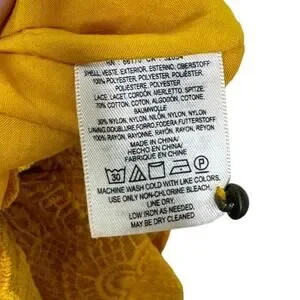 SHELL, VESTE. EXTERIOR, ESTERNO, OBERSTOFF:
100% POLYESTER, POLYESTER, POLIÉSTER,
POLIESTERE, POLYESTER
LACE, LACET, CORDÓN, MERLETTO, SPITZE:
70% COTTON, COTON, ALGODÓN, COTONE,
BAUMWOLLE
30% NYLON, NYLON, NILÓN, NYLON, NYLON
LINING, DOUBLURE, FORRO, FODERA, FUTTERSTOFF:
100% RAYON, RAYONNE, RAYÓN, RAYON, RAYON
MADE IN CHINA/
HECHO EN CHINA/
FABRIQUÉ EN CHINE
30
MACHINE WASH COLD WITH LIKE COLORS,
USE ONLY NON-CHLORINE BLEACH,
LINE DRY.
LOW IRON AS NEEDED,
MAY BE DRY CLEANED